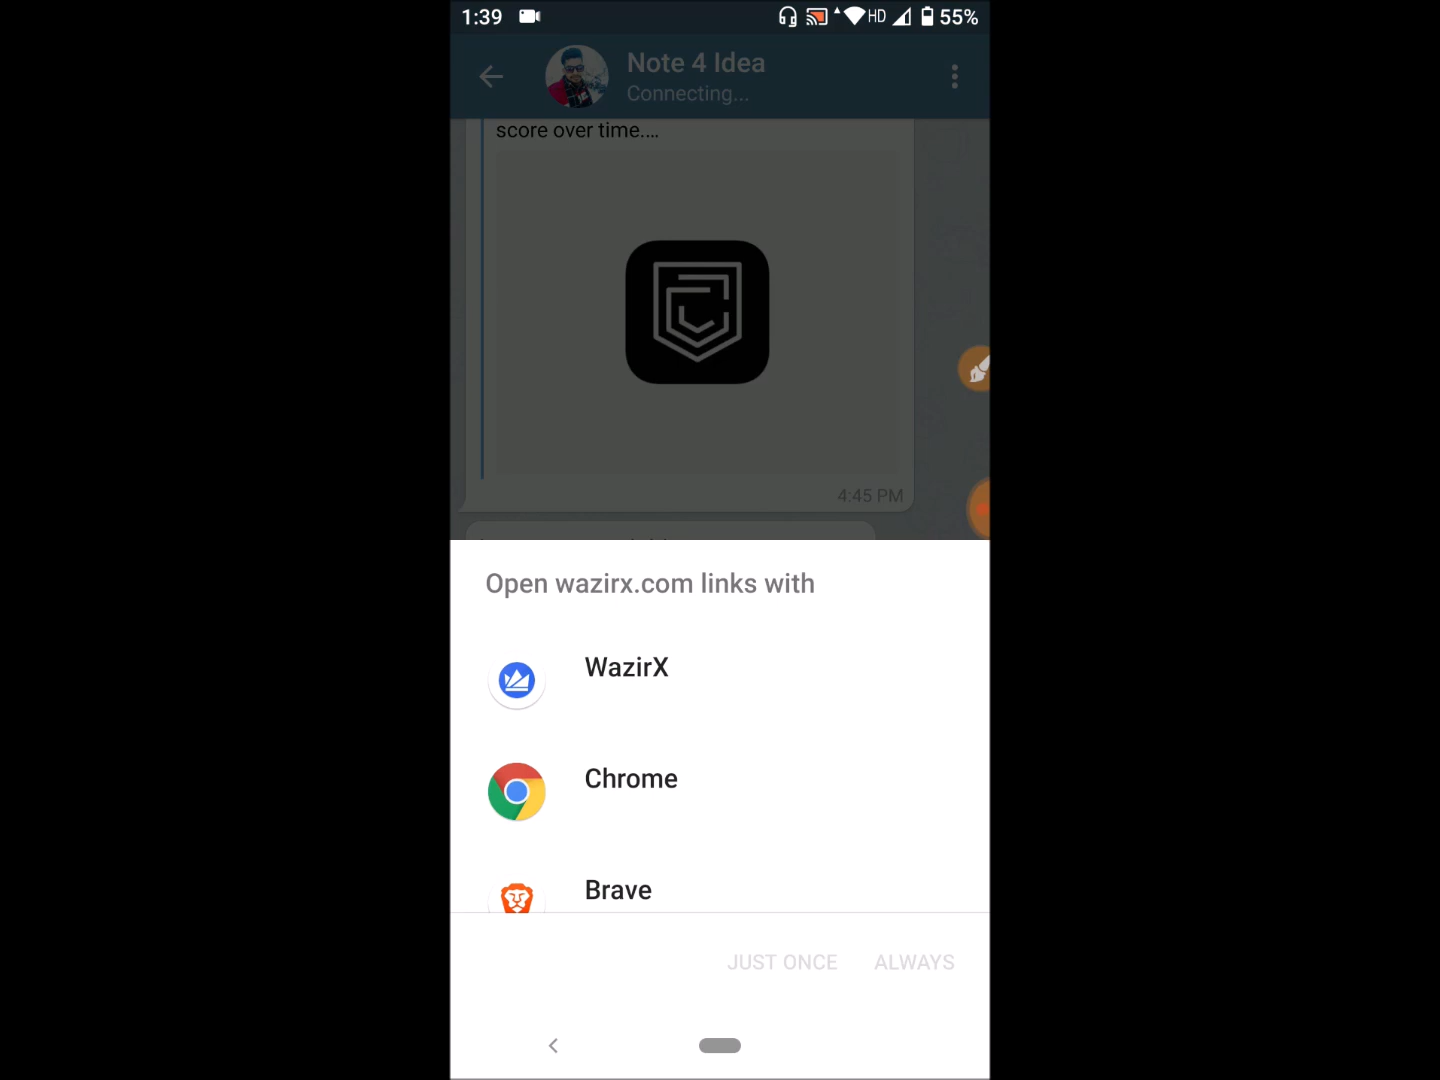 1:39
HD
55%
Note 4 Idea
Connecting...
score over time....
4:45 PM
Open wazirx.com links with
WazirX
Chrome
Brave
JUST ONCE ALWAYS